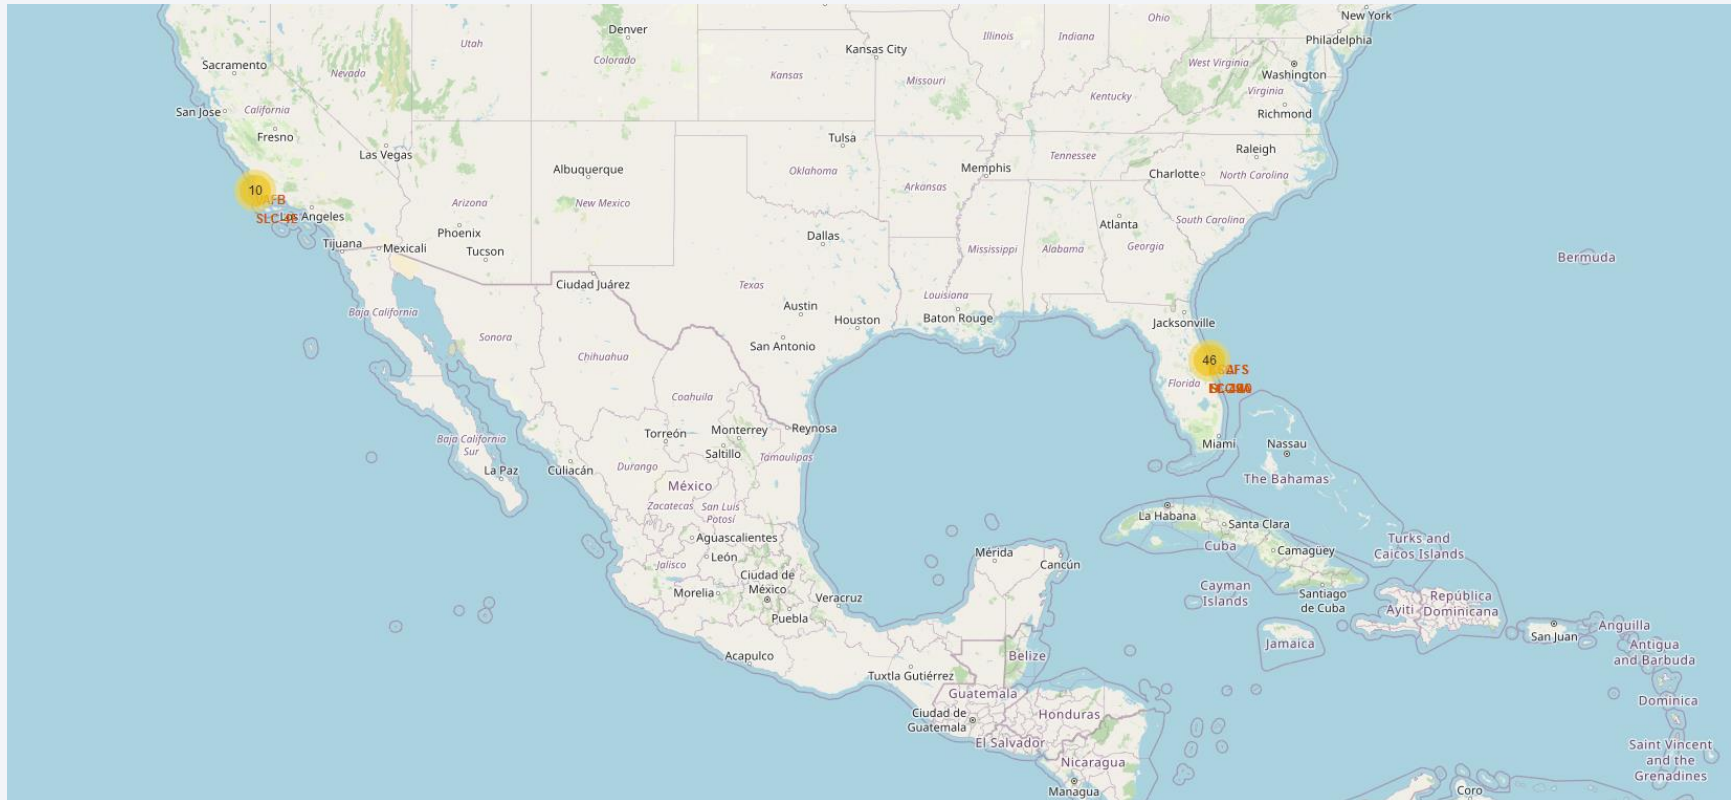 New York
Ohio
Denver
Illinois
Indiana
Philadelphia
Utah
Kansas City
Colorado
Sacramento
West Virginia
Nevada
Kansas
Missouri
Washington
Virginia
Kentucky
San Jose
California
Richmond
Fresno
Tulsa
Raleigh
Las Vegas
Tennessee
Albuquerque
Oklahoma
Memphis
Charlotte
North Carolina
10
Arkansas
AFB
Arizona
New Mexico
SLC-4E
Los Angeles
South Carolina
Atlanta
Phoenix
Dallas
Tijuana
Mexicali
Tucson
Mississippi
Alabama
Georgia
Bermuda
Ciudad Juárez
Texas
Louisiana
Baja California
Austin
Houston
Baton Rouge
Jacksonville
Sonora
San Antonio
Chihuahua
46
AFS
Florida
Coahuila
Torreón
Monterrey
Reynosa
Baja California
Sur
Miami
Nassau
Saltillo
Tamaulipas
La Paz
Culiacán
Durango
México
The Bahamas
Zacatecas
San Luis
Potosí
La Habana
Santa Clara
Aguascalientes
Turks and
Caicos Islands
Cuba
Camagüey
Mérida
León
Cancún
Jalisco
Ciudad de
México
Cayman
Islands
Morelia
Veracruz
Santiago
de Cuba
República
Dominicana
Ayiti
Puebla
Anguilla
San Juan
Jamaica
Antigua
and Barbuda
Acapulco
Belize
Tuxtla Gutiérrez
Guatemala
Dominica
Ciudad de
Guatemala
Honduras
El Salvador
Saint Vincent
and the
Grenadines
Nicaragua
Managua
Coro